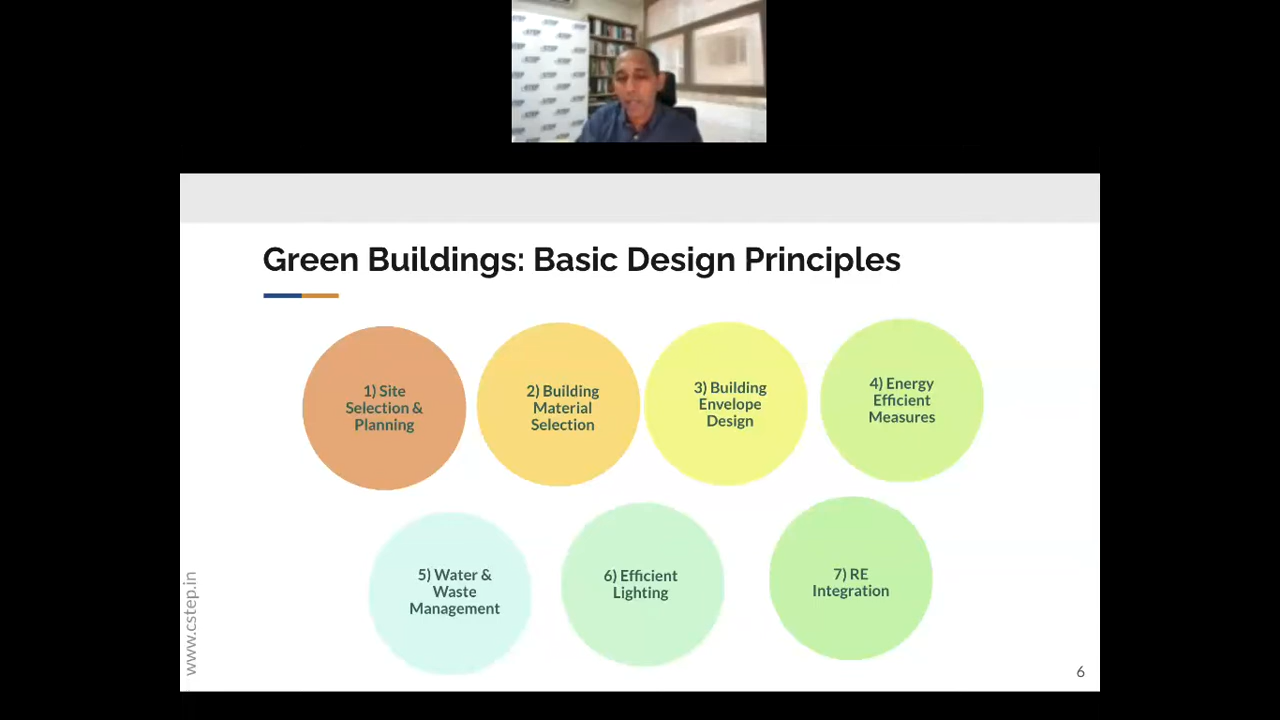 CSTEP
Green Buildings: Basic Design Principles
1) Site
Selection &
Planning
2) Building
Material
Selection
3) Building
Envelope
Design
4) Energy
Efficient
Measures
5) Water &
Waste
Management
6) Efficient
Lighting
7) RE
Integration
www.cstep.in
6